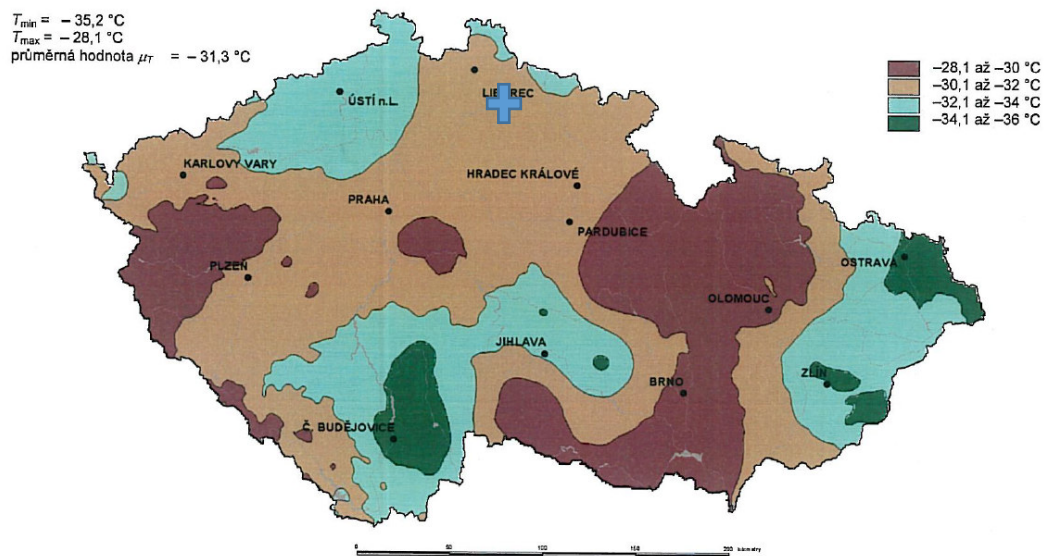 Tmin = – 35,2 °C
Tmax = – 28,1 °C
průměrná hodnota μT = – 31,3 °C
–28,1 až –30 °C
–30,1 až –32 °C
–32,1 až –34 °C
–34,1 až –36 °C
LIBEREC
ÚSTÍ n.L.
KARLOVY VARY
HRADEC KRÁLOVÉ
PRAHA
PARDUBICE
PLZEŇ
OSTRAVA
OLOMOUC
JIHLAVA
ZLÍN
BRNO
Č. BUDĚJOVICE
0 50 100 150 200 kilometry